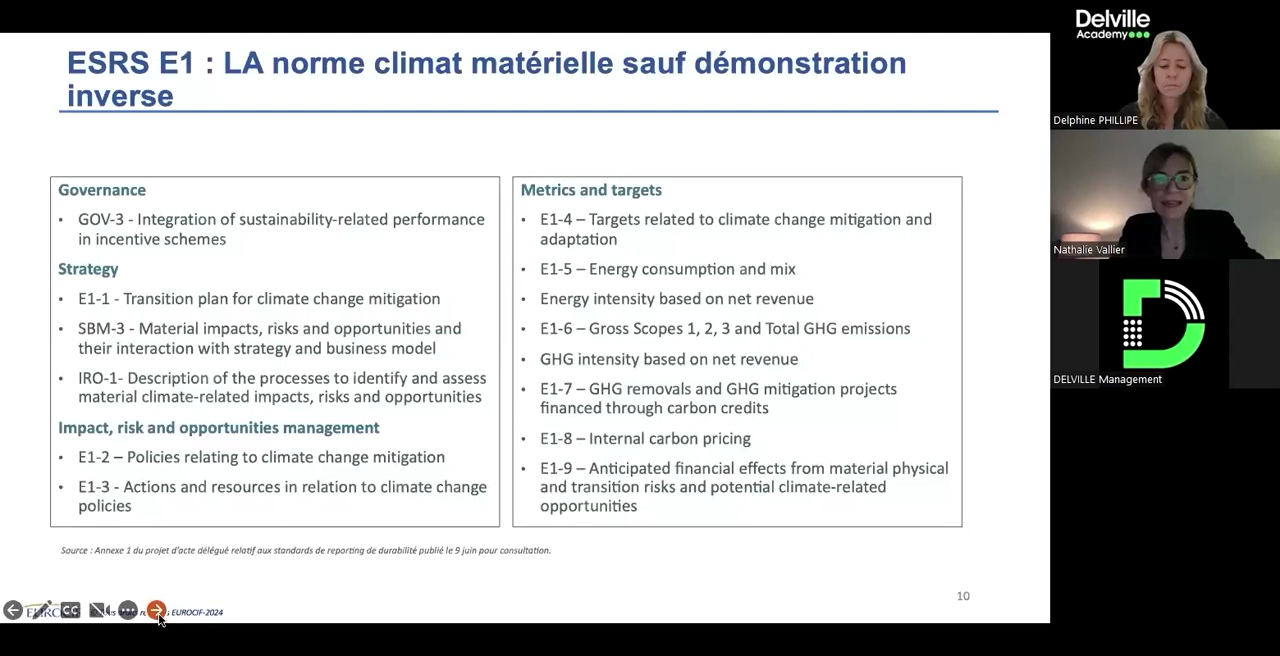 ESRS E1 : LA norme climat matérielle sauf démonstration
inverse
Governance
• GOV-3 - Integration of sustainability-related performance
in incentive schemes
Strategy
• E1-1 - Transition plan for climate change mitigation
• SBM-3 - Material impacts, risks and opportunities and
their interaction with strategy and business model
• IRO-1- Description of the processes to identify and assess
material climate-related impacts, risks and opportunities
Impact, risk and opportunities management
• E1-2 – Policies relating to climate change mitigation
• E1-3 - Actions and resources in relation to climate change
policies
Metrics and targets
• E1-4 – Targets related to climate change mitigation and
adaptation
• E1-5 – Energy consumption and mix
• Energy intensity based on net revenue
• E1-6 – Gross Scopes 1, 2, 3 and Total GHG emissions
• GHG intensity based on net revenue
• E1-7 – GHG removals and GHG mitigation projects
financed through carbon credits
• E1-8 – Internal carbon pricing
• E1-9 – Anticipated financial effects from material physical
and transition risks and potential climate-related
opportunities
Source : Annexe 1 du projet d'acte délégué relatif aux standards de reporting de durabilité publié le 9 juin pour consultation.
EUROCIF-2024
10
Delville
Academy
Delphine PHILLIPE
Nathalie Vallier
DELVILLE Management